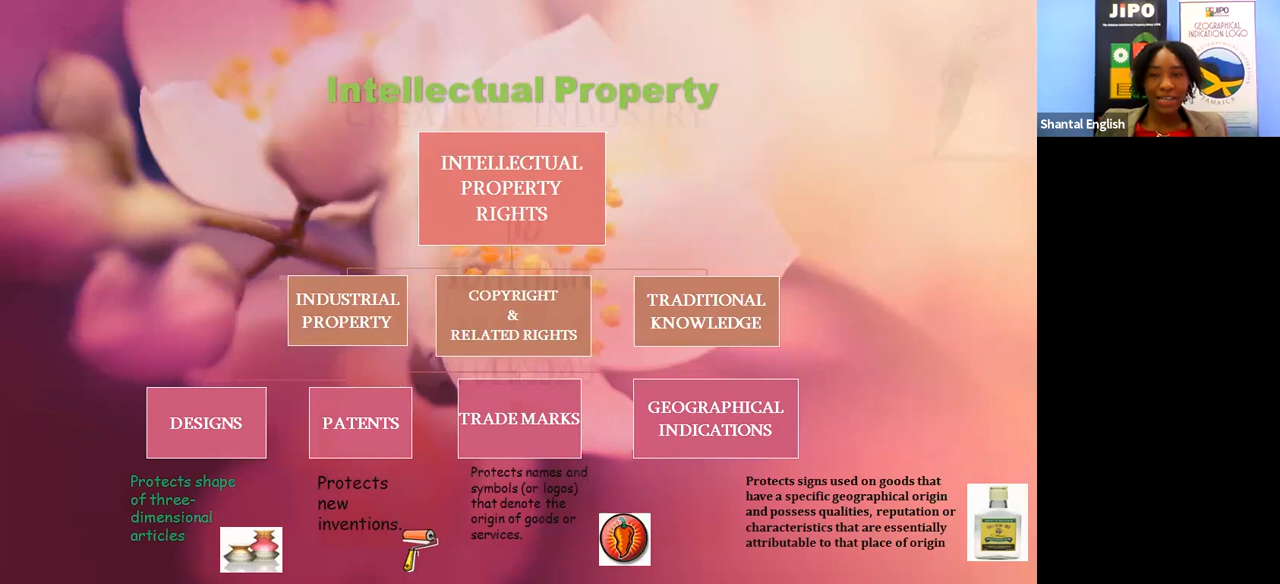 Intellectual Property
INTELLECTUAL
PROPERTY
RIGHTS
INDUSTRIAL
PROPERTY
COPYRIGHT
&
RELATED RIGHTS
TRADITIONAL
KNOWLEDGE
DESIGNS
PATENTS
TRADE MARKS
GEOGRAPHICAL
INDICATIONS
Protects shape
of three-
dimensional
articles
Protects
new
inventions.
Protects names and
symbols (or logos)
that denote the
origin of goods or
services.
Protects signs used on goods that
have a specific geographical origin
and possess qualities, reputation or
characteristics that are essentially
attributable to that place of origin
JiPO
JIPO
GEOGRAPHICAL
INDICATION LOGO
JAMAICA
Shantal English